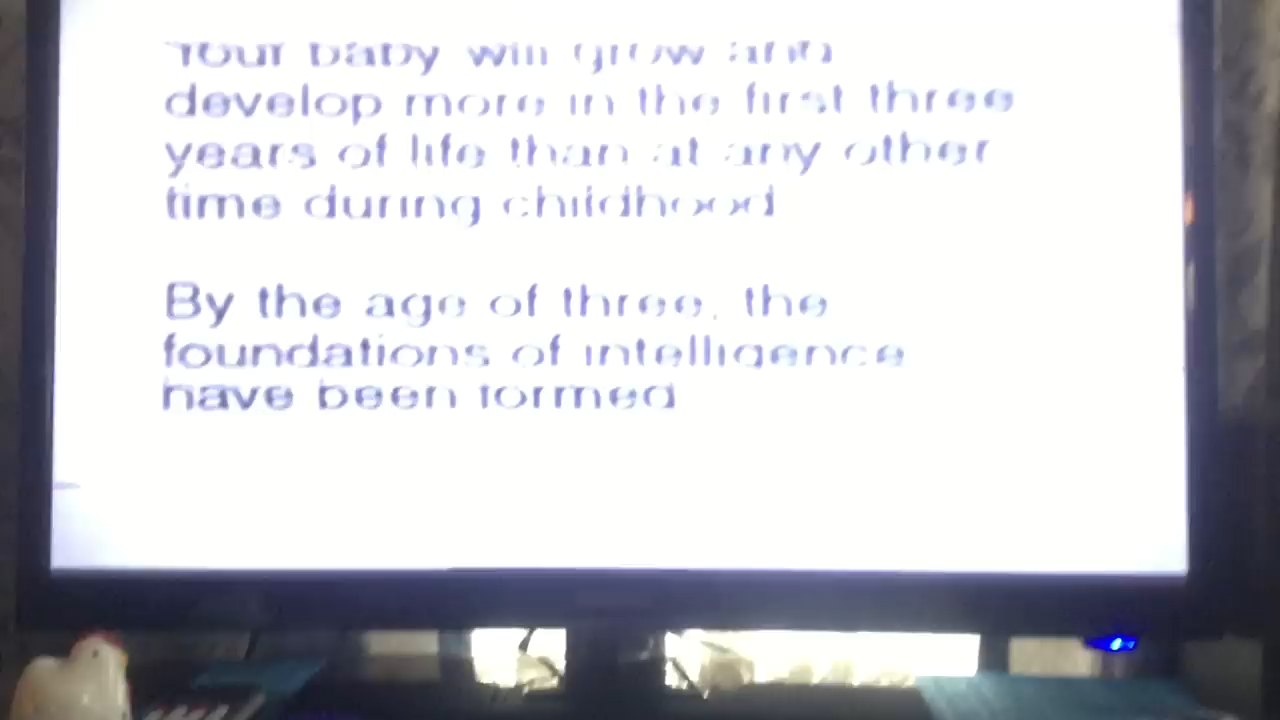 Your baby will grow and
develop more in the first three
years of life than at any other
time during childhood
By the age of three, the
foundations of intelligence
have been formed